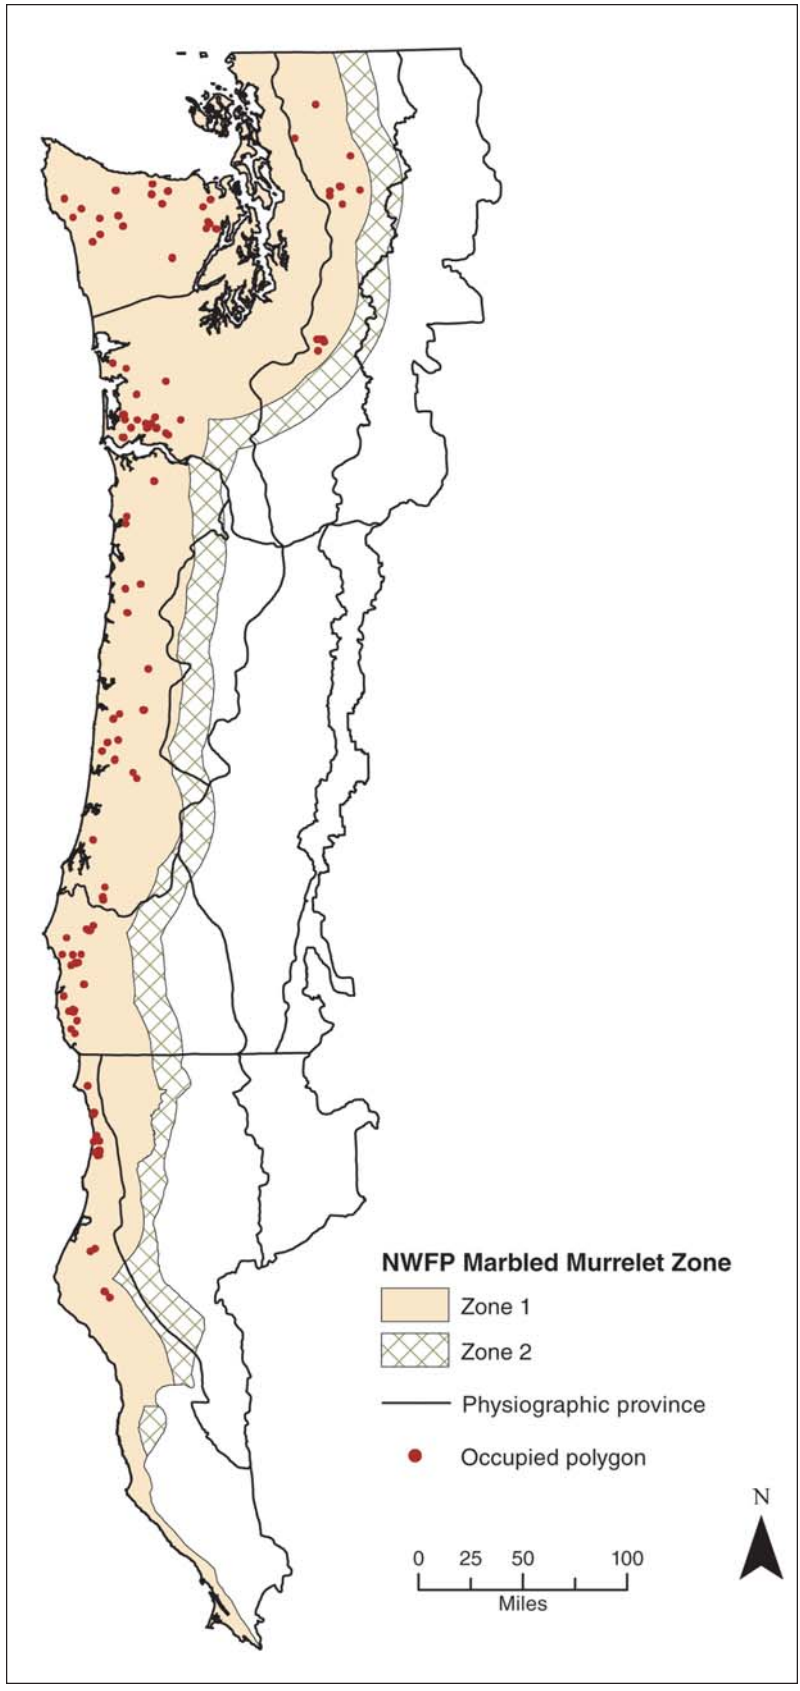 NWFP Marbled Murrelet Zone
Zone 1
Zone 2
Physiographic province
Occupied polygon
N
0 25 50 100
Miles